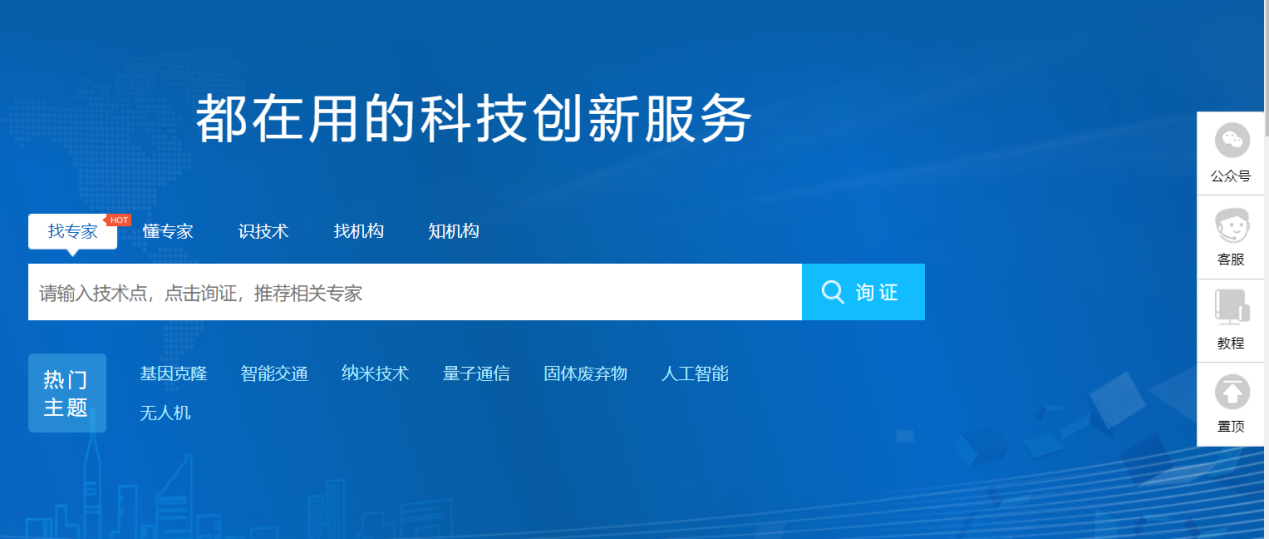 都在用的科技创新服务
找专家 HOT 懂专家 识技术 找机构 知机构
请输入技术点，点击询证，推荐相关专家 询证
热门
主题
基因克隆 智能交通 纳米技术 量子通信 固体废弃物 人工智能
无人机
公众号
客服
教程
置顶